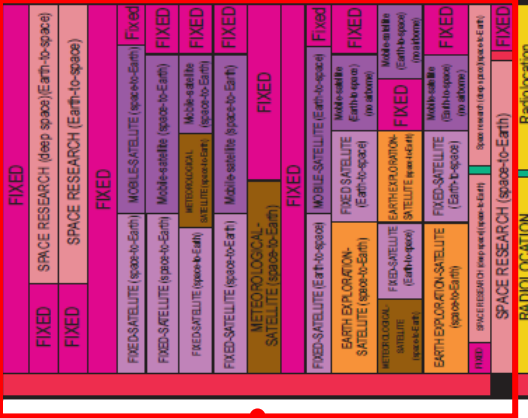 FIXED
SPACE RESEARCH (deep space)(Earth-to-space)
FIXED
SPACE RESEARCH (Earth-to-space)
FIXED
FIXED
Fixed
MOBILE-SATELLITE (space-to-Earth)
FIXED-SATELLITE (space-to-Earth)
FIXED
Mobile-satellite (space-to-Earth)
FIXED-SATELLITE (space-to-Earth)
FIXED
Mobile-satellite
(space-to-Earth)
METEOROLOGICAL-
SATELLITE (space-to-Earth)
FIXED-SATELLITE (space-to-Earth)
FIXED
Mobile-satellite (space-to-Earth)
FIXED-SATELLITE (space-to-Earth)
FIXED
METEOROLOGICAL-
SATELLITE (space-to-Earth)
FIXED
Fixed
MOBILE-SATELLITE (Earth-to-space)
FIXED-SATELLITE (Earth-to-space)
FIXED
Mobile-satellite
(Earth-to-space)
(no airborne)
FIXED SATELLITE
(Earth-to-space)
EARTH EXPLORATION-
SATELLITE (space-to-Earth)
Mobile-satellite
(Earth-to-space)
(no airborne)
FIXED
EARTH EXPLORATION-
SATELLITE (space-to-Earth)
FIXED-SATELLITE
(Earth-to-space)
METEOROLOGICAL-
SATELLITE
(space-to-Earth)
FIXED
Mobile-satellite
(Earth-to-space)
(no airborne)
FIXED-SATELLITE
(Earth-to-space)
EARTH EXPLORATION-SATELLITE
(space-to-Earth)
Space research (deep space)(space-to-Earth)
SPACE RESEARCH (deep space)(space-to-Earth)
FIXED
FIXED
SPACE RESEARCH (space-to-Earth)
Radiolocation
RADIOLOCATION